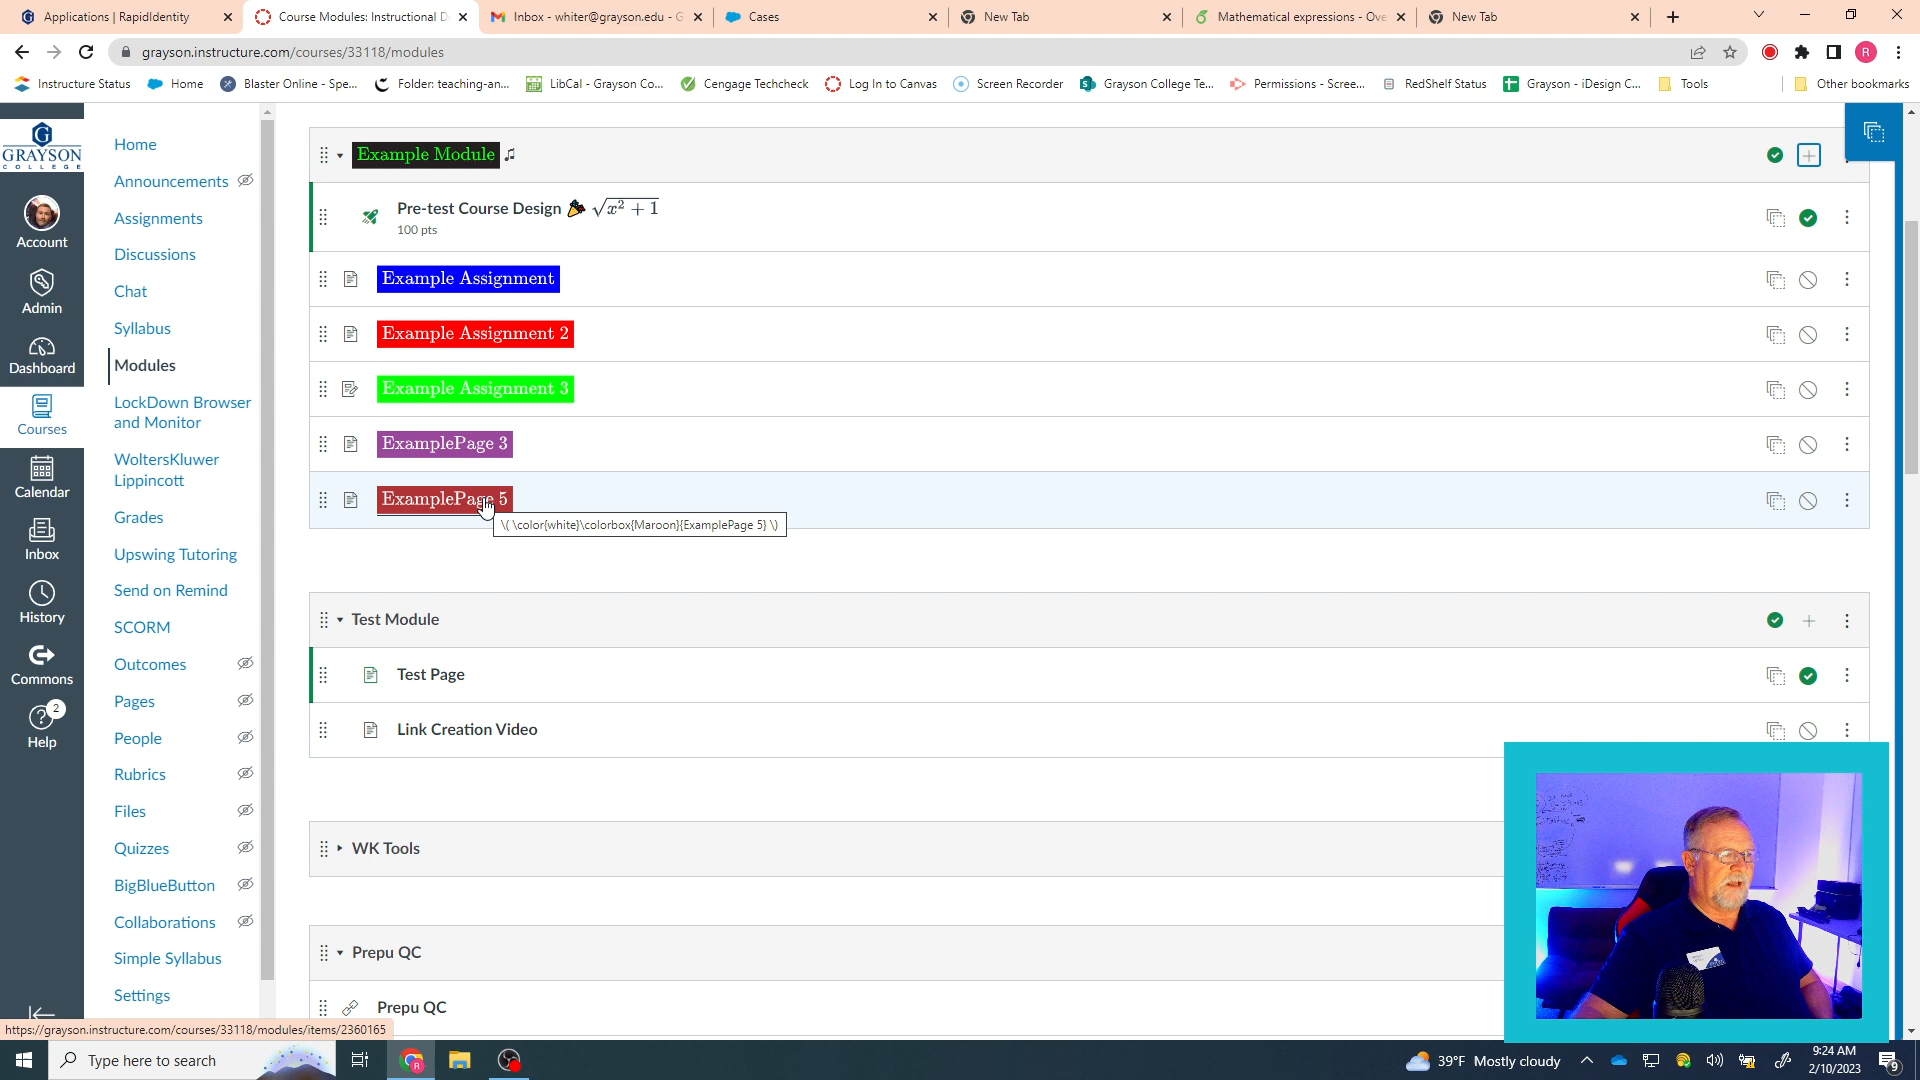 Applications | RapidIdentity
Course Modules: Instructional D
Inbox - whiter@grayson.edu - G
Cases
New Tab
Mathematical expressions - Ove
New Tab
grayson.instructure.com/courses/33118/modules
R
Instructure Status
Home
Blaster Online - Spe...
Folder: teaching-an...
LibCal - Grayson Co...
Cengage Techcheck
Log In to Canvas
Screen Recorder
Grayson College Te...
Permissions - Scree...
RedShelf Status
Grayson - iDesign C...
Tools
Other bookmarks
G
GRAYSON
COLLEGE
Account
Admin
Dashboard
Courses
Calendar
Inbox
History
Commons
2
Help
Home
Announcements
Assignments
Discussions
Chat
Syllabus
Modules
LockDown Browser
and Monitor
WoltersKluwer
Lippincott
Grades
Upswing Tutoring
Send on Remind
SCORM
Outcomes
Pages
People
Rubrics
Files
Quizzes
BigBlueButton
Collaborations
Simple Syllabus
Settings
Example Module 🎵
Pre-test Course Design 🎉 √x² + 1
100 pts
Example Assignment
Example Assignment 2
Example Assignment 3
ExamplePage 3
ExamplePage 5
\( \color{white}\colorbox{Maroon}{ExamplePage 5} \)
Test Module
Test Page
Link Creation Video
WK Tools
Prepu QC
Prepu QC
https://grayson.instructure.com/courses/33118/modules/items/2360165
Type here to search
39°F Mostly cloudy
9:24 AM
2/10/2023
9